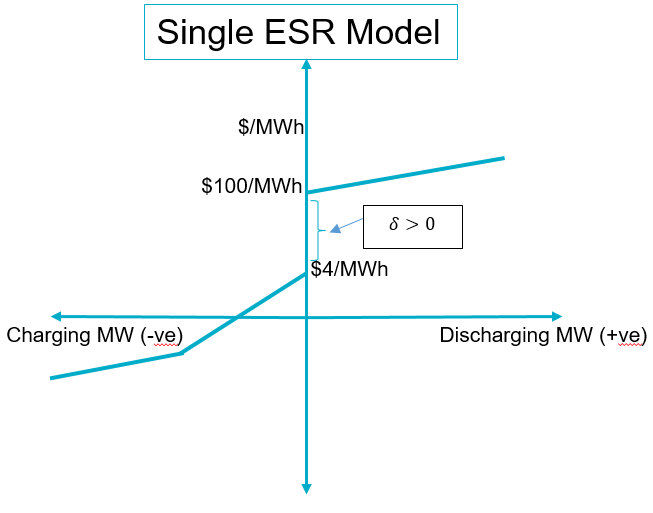 Single ESR Model
$/MWh
$100/MWh
δ > 0
$4/MWh
Charging MW (-ve)
Discharging MW (+ve)